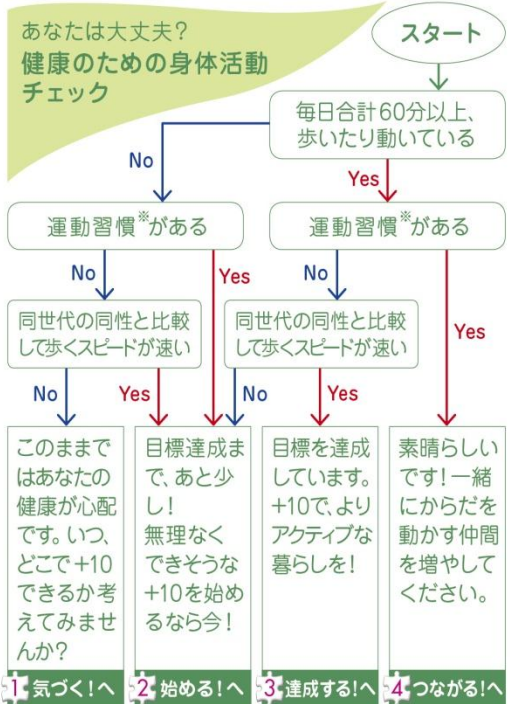 あなたは大丈夫?
健康のための身体活動
チェック
スタート
毎日合計60分以上、
歩いたり動いている
No
Yes
運動習慣※がある
運動習慣※がある
No
Yes
No
Yes
同世代の同性と比較
して歩くスピードが速い
同世代の同性と比較
して歩くスピードが速い
No
Yes
No
Yes
このままで
はあなたの
健康が心配
です。いつ、
どこで+10
できるか考
えてみませ
んか?
目標達成ま
で、あと少
し!
無理なく
できそうな
+10を始め
るなら今!
目標を達成
しています。
+10で、より
アクティブな
暮らしを!
素晴らしい
です!一緒
にからだを
動かす仲間
を増やして
ください。
1 気づく!へ
2 始める!へ
3 達成する!へ
4 つながる!へ